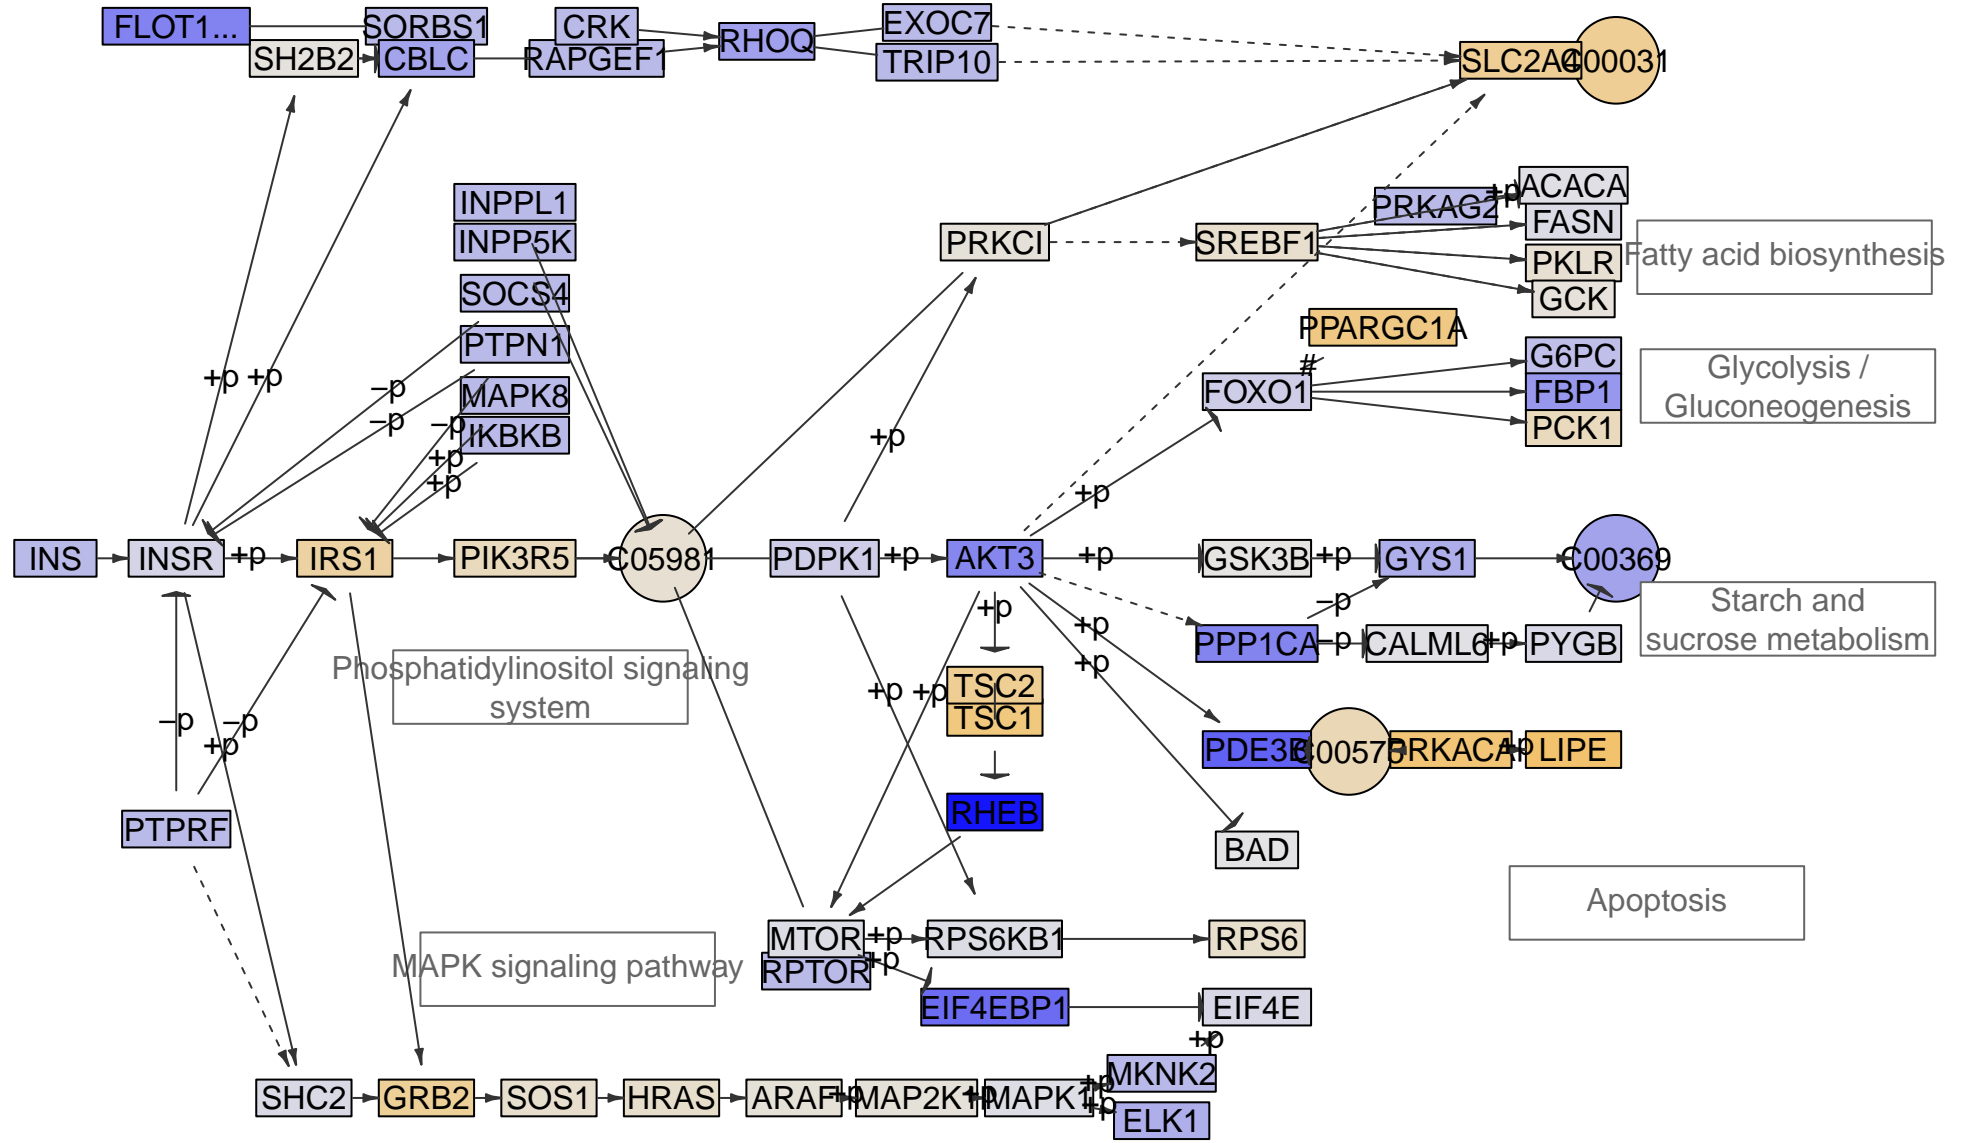 FLOT1...
SORBS1
CRK
RHOQ
EXOC7
SH2B2
CBLC
RAPGEF1
TRIP10
SLC2A4
C00031
INPPL1
INPP5K
SOCS4
PTPN1
MAPK8
IKBKB
PRKCI
SREBF1
PRKAG2
+p
ACACA
FASN
PKLR
GCK
Fatty acid biosynthesis
PPARGC1A
#
FOXO1
G6PC
FBP1
PCK1
Glycolysis /
Gluconeogenesis
+p
+p
−p
−p
−p
+p
+p
+p
+p
INS
INSR
+p
IRS1
PIK3R5
C05981
PDPK1
+p
AKT3
+p
GSK3B
+p
GYS1
C00369
Starch and
sucrose metabolism
+p
+p
+p
−p
PPP1CA
−p
CALML6
+p
PYGB
Phosphatidylinositol signaling
system
−p
+p
−p
+p
+p
TSC2
TSC1
PDE3B
C00575
PRKACA
+p
LIPE
PTPRF
RHEB
BAD
Apoptosis
MAPK signaling pathway
MTOR
RPTOR
+p
+p
RPS6KB1
RPS6
EIF4EBP1
EIF4E
+p
SHC2
GRB2
SOS1
HRAS
ARAF
+p
MAP2K1
+p
MAPK1
+p
+p
MKNK2
ELK1